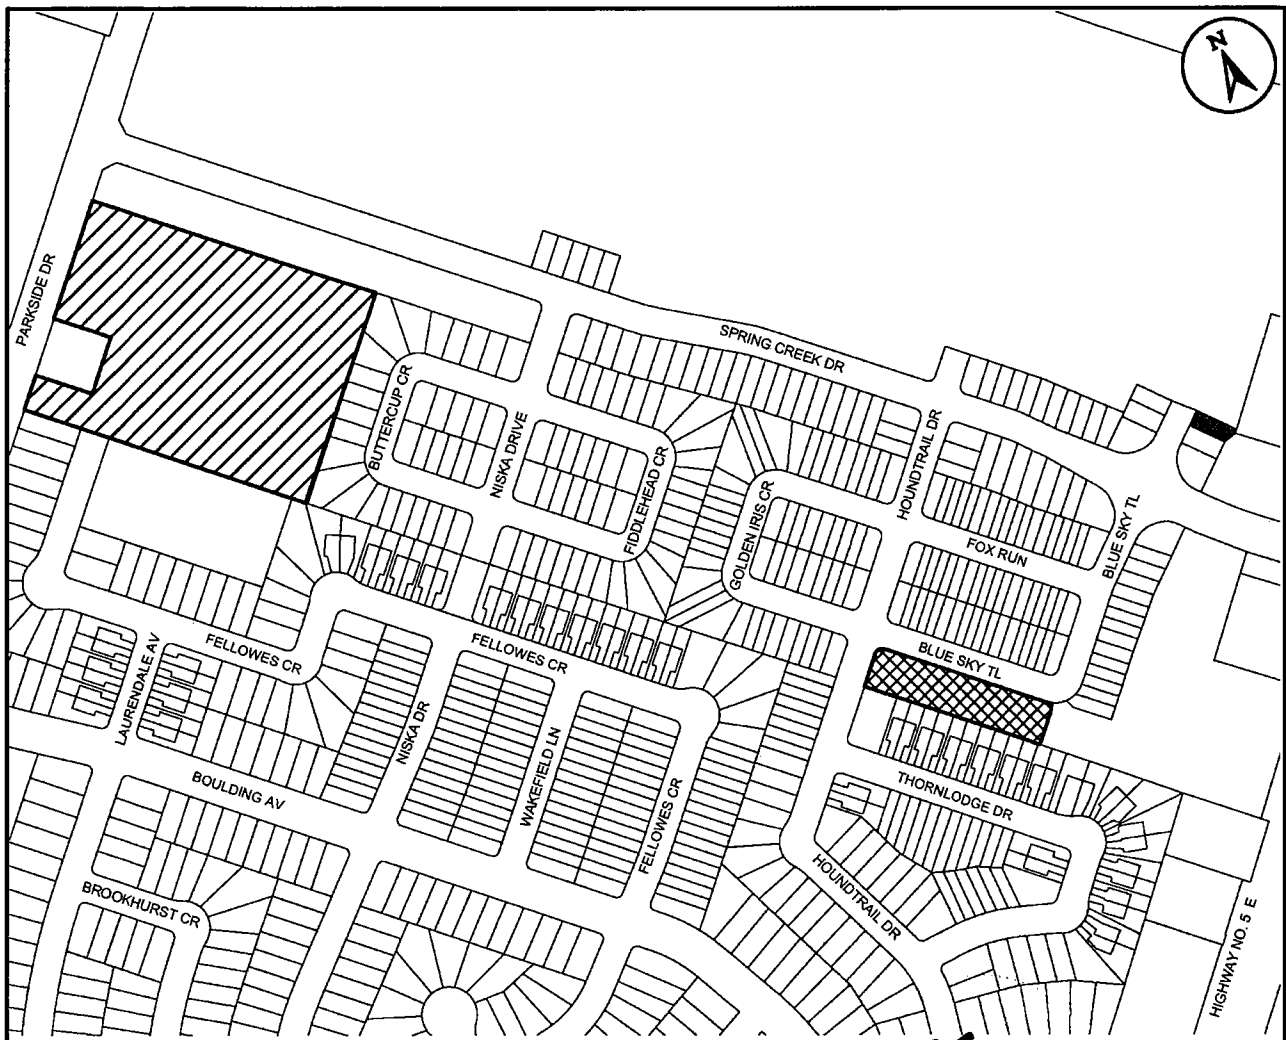 N
PARKSIDE DR
SPRING CREEK DR
BUTTERCUP CR
NISKA DRIVE
FIDDLEHEAD CR
HOUNDTRAIL DR
GOLDEN IRIS CR
BLUE SKY TL
FOX RUN
FELLOWES CR
LAURENDALE AV
FELLOWES CR
BLUE SKY TL
NISKA DR
WAKEFIELD LN
BOULDING AV
FELLOWES CR
THORNLODGE DR
BROOKHURST CR
HOUNDTRAIL DR
HIGHWAY NO. 5 E